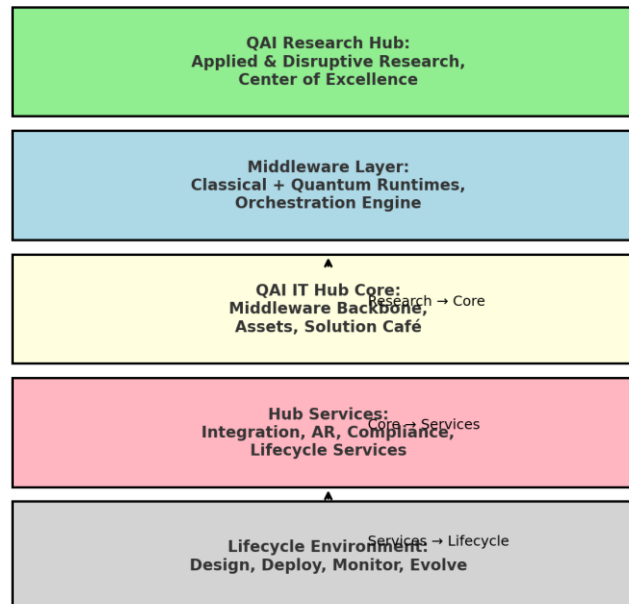 QAI Research Hub:
Applied & Disruptive Research,
Center of Excellence
Middleware Layer:
Classical + Quantum Runtimes,
Orchestration Engine
QAI IT Hub Core:
Research → Core
Middleware Backbone,
Assets, Solution Café
Hub Services:
Core → Services
Integration, AR, Compliance,
Lifecycle Services
Services → Lifecycle
Lifecycle Environment:
Design, Deploy, Monitor, Evolve